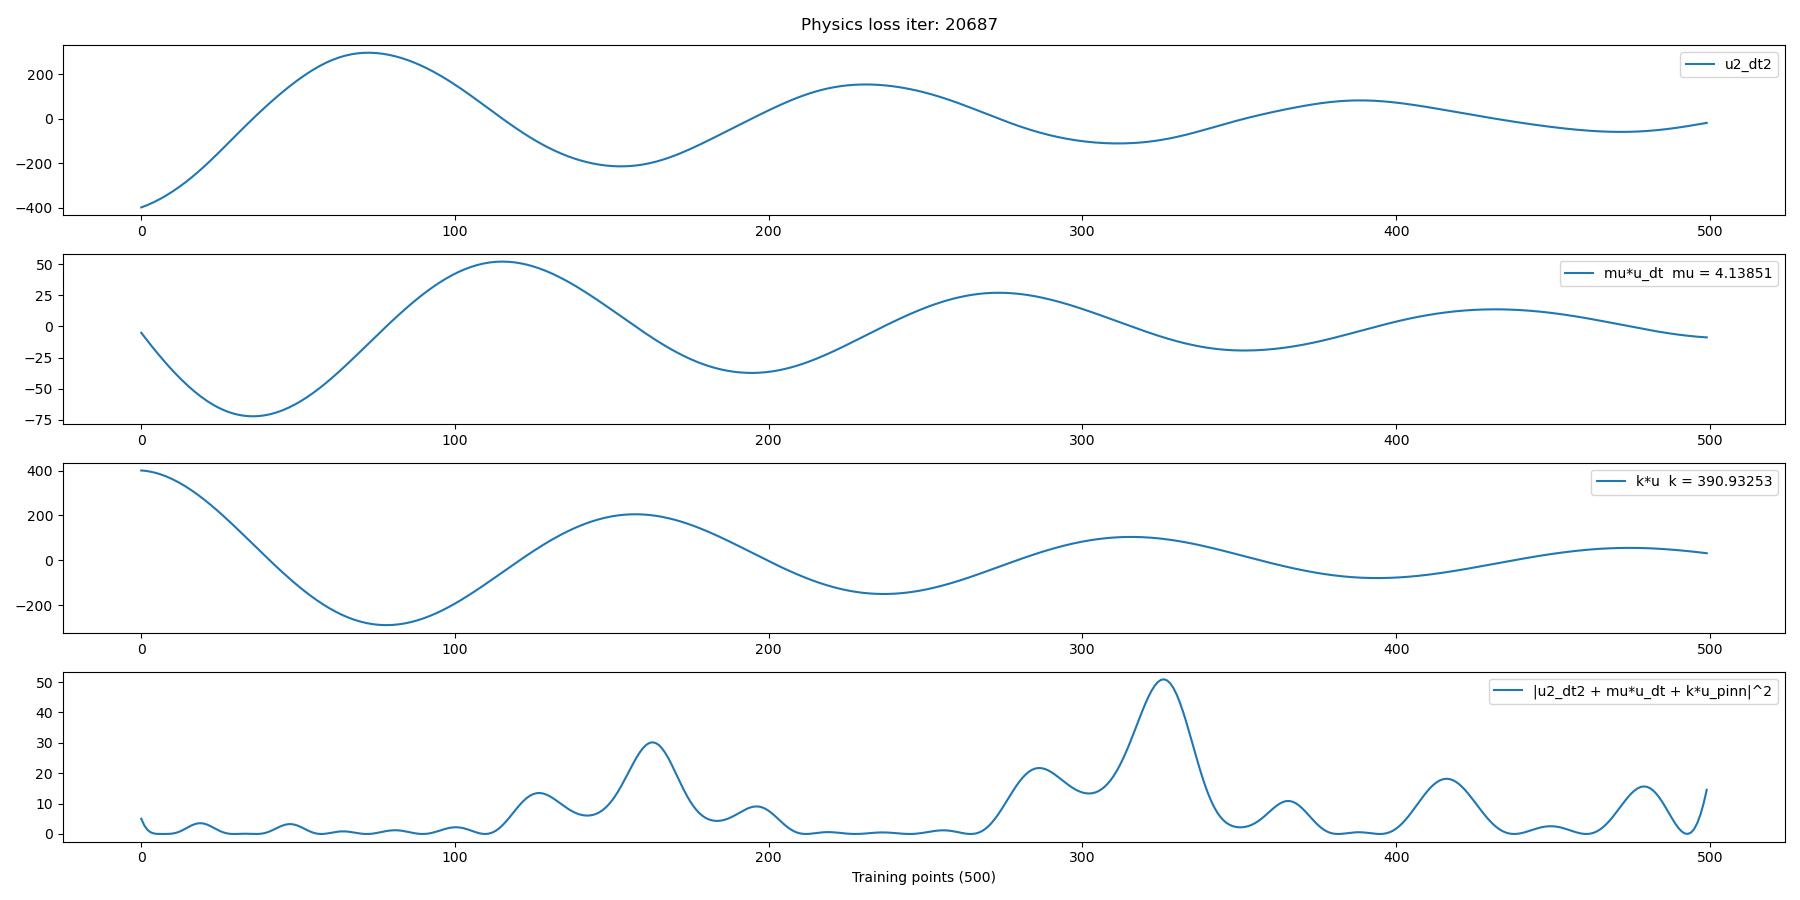 Physics loss iter: 20687
200
0
−200
−400
u2_dt2
0 100 200 300 400 500
50
25
0
−25
−50
−75
mu*u_dt  mu = 4.13851
0 100 200 300 400 500
400
200
0
−200
k*u  k = 390.93253
0 100 200 300 400 500
50
40
30
20
10
0
|u2_dt2 + mu*u_dt + k*u_pinn|^2
0 100 200 300 400 500
Training points (500)